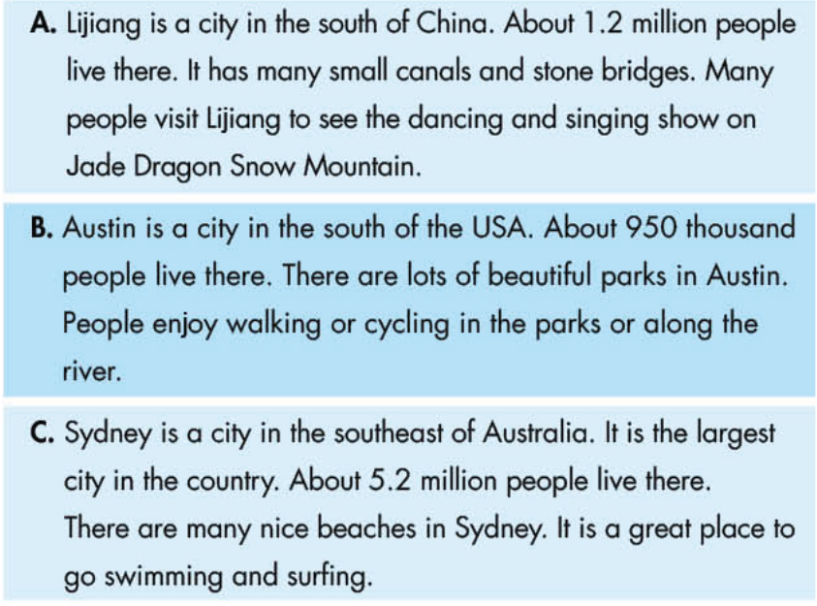 A. Lijiang is a city in the south of China. About 1.2 million people
live there. It has many small canals and stone bridges. Many
people visit Lijiang to see the dancing and singing show on
Jade Dragon Snow Mountain.
B. Austin is a city in the south of the USA. About 950 thousand
people live there. There are lots of beautiful parks in Austin.
People enjoy walking or cycling in the parks or along the
river.
C. Sydney is a city in the southeast of Australia. It is the largest
city in the country. About 5.2 million people live there.
There are many nice beaches in Sydney. It is a great place to
go swimming and surfing.